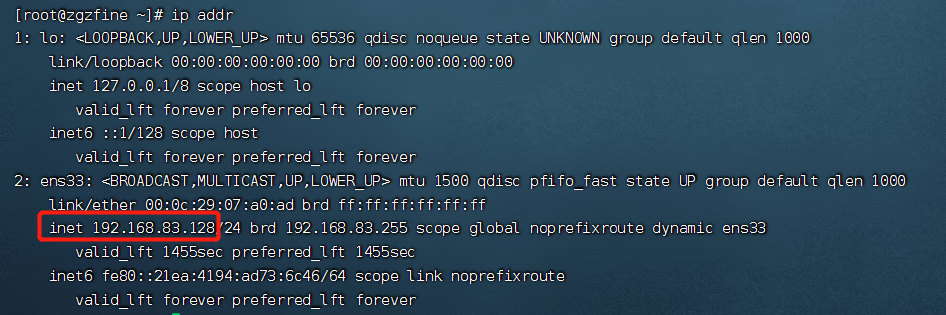 [root@zgzfine ~]# ip addr
1: lo: <LOOPBACK,UP,LOWER_UP> mtu 65536 qdisc noqueue state UNKNOWN group default qlen 1000
    link/loopback 00:00:00:00:00:00 brd 00:00:00:00:00:00
    inet 127.0.0.1/8 scope host lo
       valid_lft forever preferred_lft forever
    inet6 ::1/128 scope host
       valid_lft forever preferred_lft forever
2: ens33: <BROADCAST,MULTICAST,UP,LOWER_UP> mtu 1500 qdisc pfifo_fast state UP group default qlen 1000
    link/ether 00:0c:29:07:a0:ad brd ff:ff:ff:ff:ff:ff
    inet 192.168.83.128/24 brd 192.168.83.255 scope global noprefixroute dynamic ens33
       valid_lft 1455sec preferred_lft 1455sec
    inet6 fe80::21ea:4194:ad73:6c46/64 scope link noprefixroute
       valid_lft forever preferred_lft forever